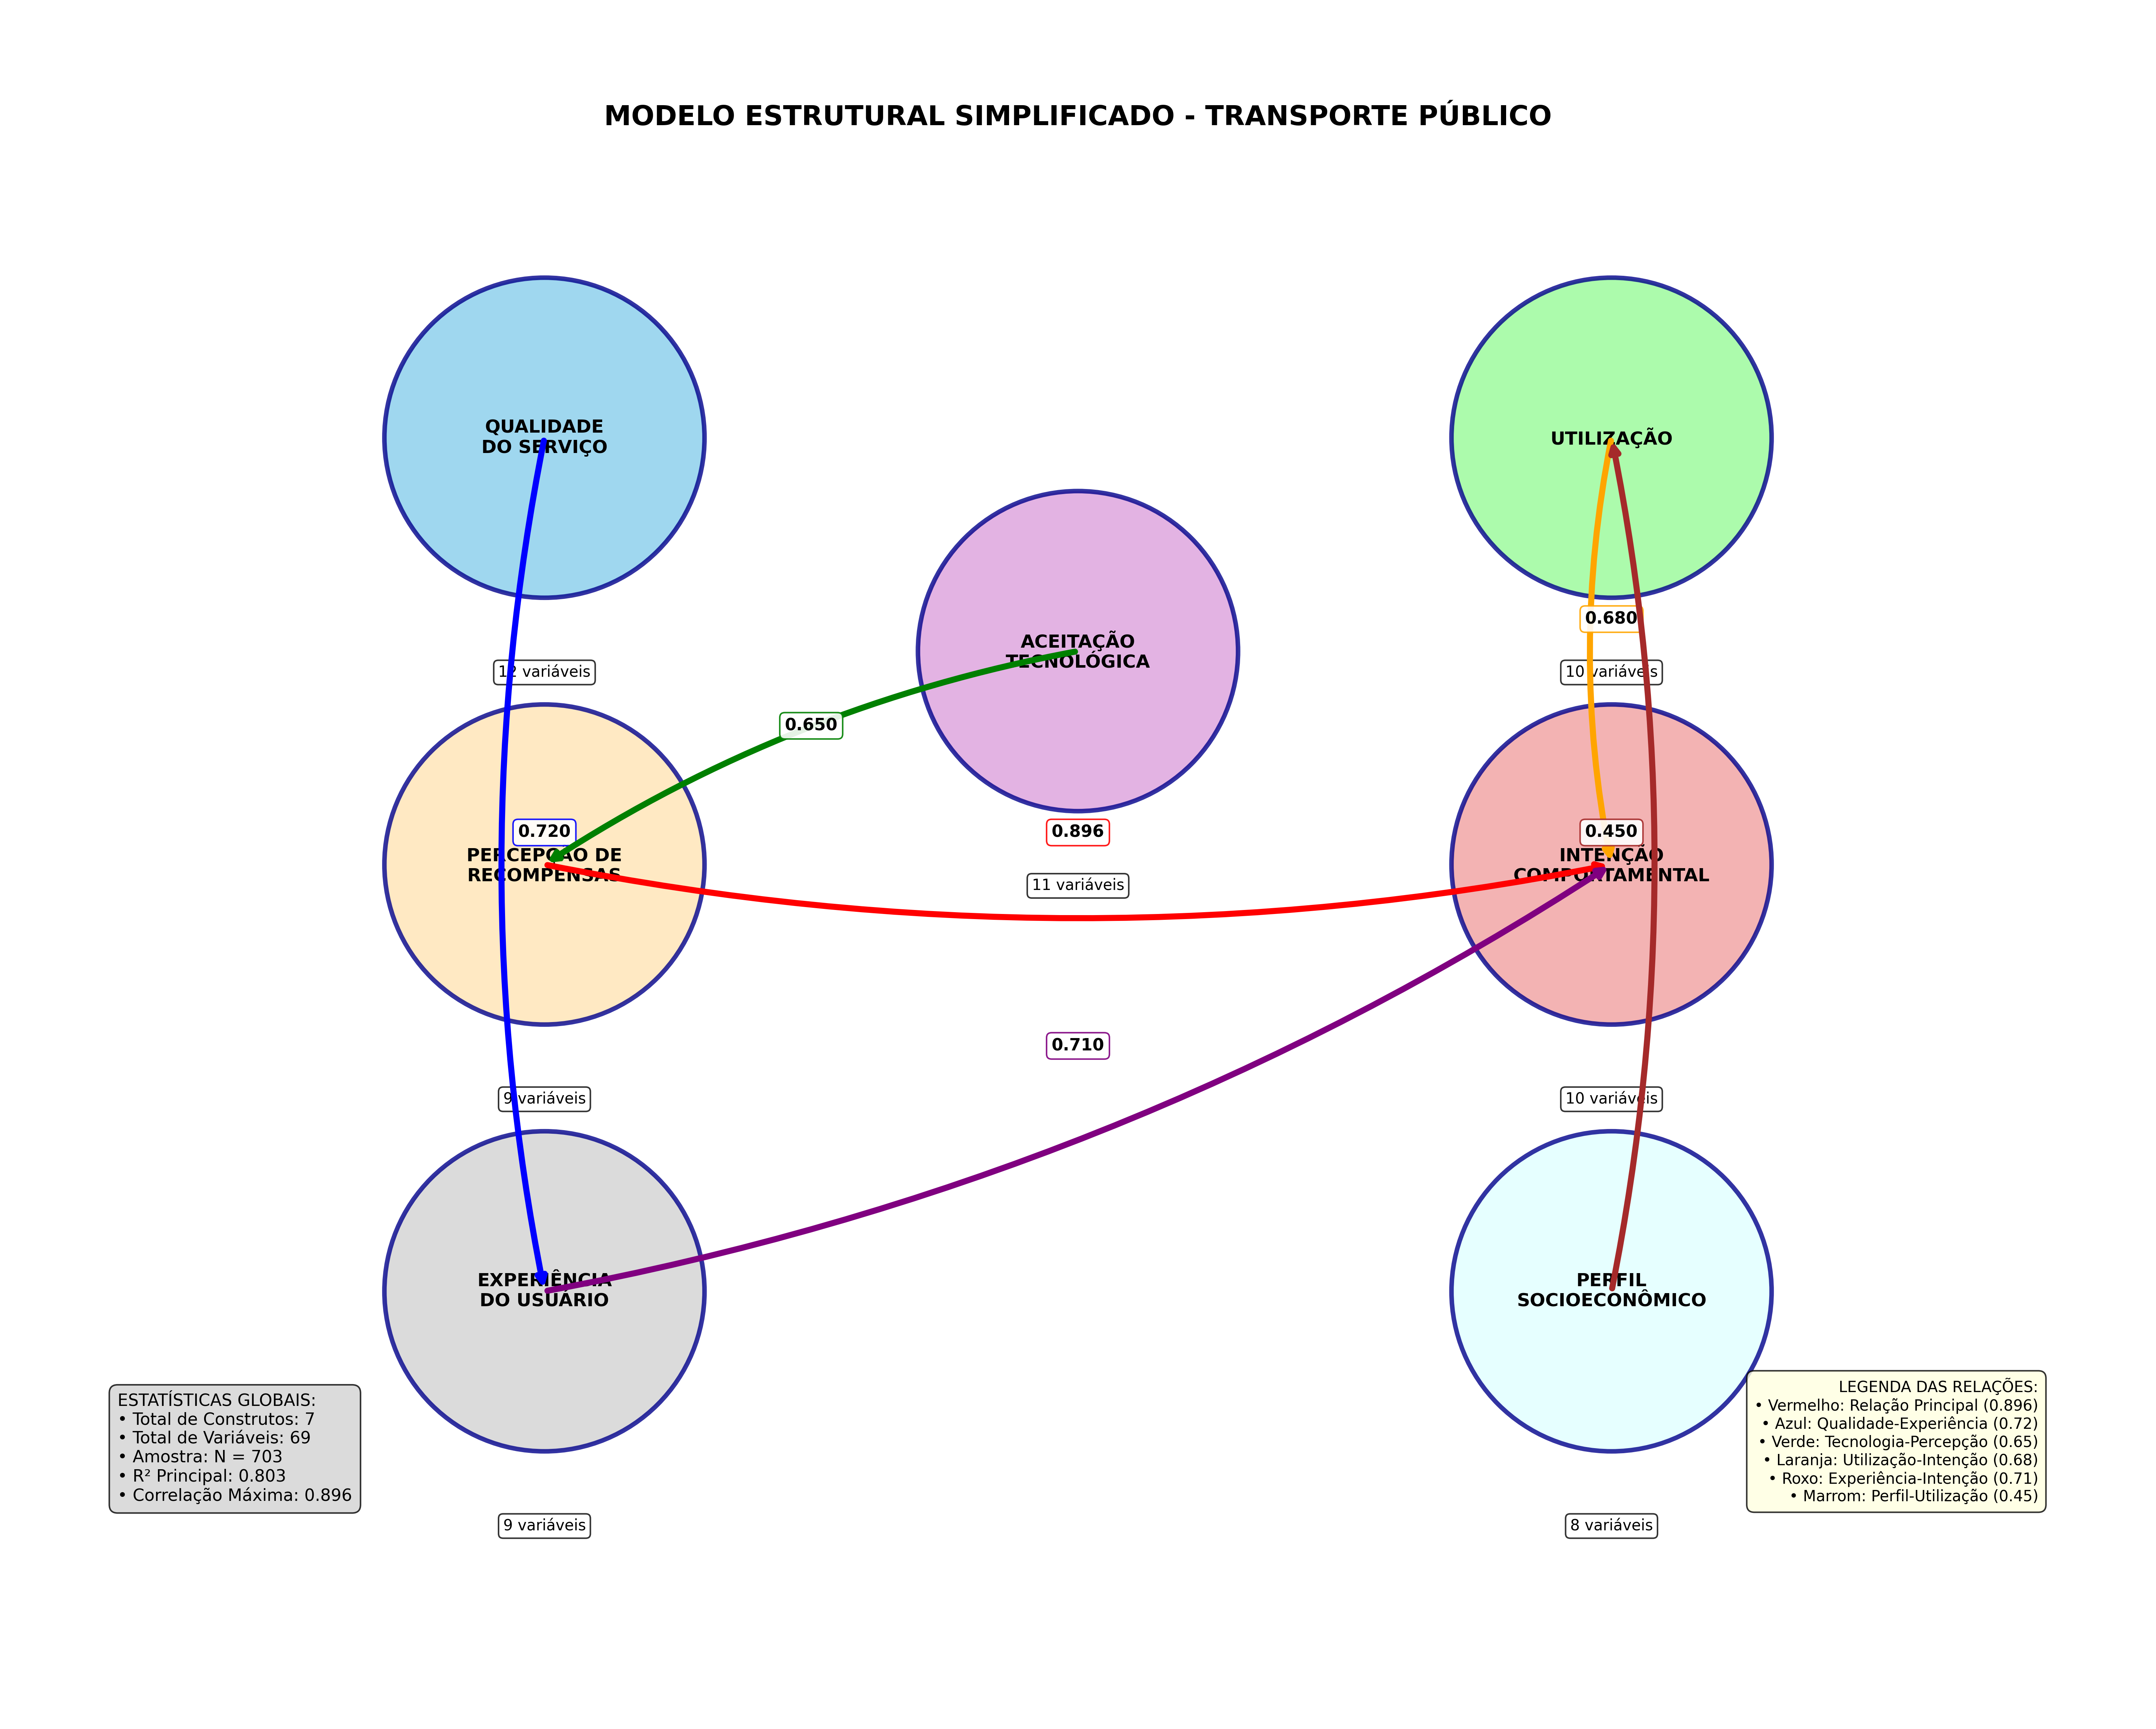 MODELO ESTRUTURAL SIMPLIFICADO - TRANSPORTE PÚBLICO
QUALIDADE
DO SERVIÇO
UTILIZAÇÃO
0.680
ACEITAÇÃO
TECNOLÓGICA
12 variáveis
10 variáveis
0.650
0.720
0.896
0.450
PERCEPÇÃO DE
RECOMPENSAS
INTENÇÃO
COMPORTAMENTAL
11 variáveis
0.710
9 variáveis
10 variáveis
EXPERIÊNCIA
DO USUÁRIO
PERFIL
SOCIOECONÔMICO
ESTATÍSTICAS GLOBAIS:
• Total de Construtos: 7
• Total de Variáveis: 69
• Amostra: N = 703
• R² Principal: 0.803
• Correlação Máxima: 0.896
LEGENDA DAS RELAÇÕES:
• Vermelho: Relação Principal (0.896)
• Azul: Qualidade-Experiência (0.72)
• Verde: Tecnologia-Percepção (0.65)
• Laranja: Utilização-Intenção (0.68)
• Roxo: Experiência-Intenção (0.71)
• Marrom: Perfil-Utilização (0.45)
9 variáveis
8 variáveis